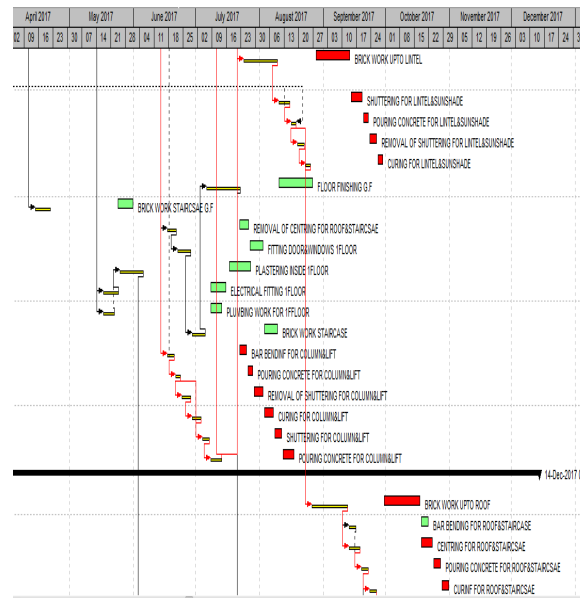 April 2017 May 2017 June 2017 July 2017 August 2017 September 2017 October 2017 November 2017 December 2017
02 09 16 23 30 07 14 21 28 04 11 18 25 02 09 16 23 30 06 13 20 27 03 10 17 24 01 08 15 22 29 05 12 19 26 03 10 17 24 3
BRICK WORK UPTO LINTEL
SHUTTERING FOR LINTEL&SUNSHADE
POURING CONCRETE FOR LINTEL&SUNSHADE
REMOVAL OF SHUTTERING FOR LINTEL&SUNSHADE
CURING FOR LINTEL&SUNSHADE
FLOOR FINISHING G.F
BRICK WORK STAIRCSAE G.F
REMOVAL OF CENTRING FOR ROOF&STAIRCSAE
FITTING DOOR&WINDOWS 1FLOOR
PLASTERING INSIDE 1FLOOR
ELECTRICAL FITTING 1FLOOR
PLUMBING WORK FOR 1FFLOOR
BRICK WORK STAIRCASE
BAR BENDINF FOR COLUMN&LIFT
POURING CONCRETE FOR COLUMN&LIFT
REMOVAL OF SHUTTERING FOR COLUMN&LIFT
CURING FOR COLUMN&LIFT
SHUTTERING FOR COLUMN&LIFT
POURING CONCRETE FOR COLUMN&LIFT
14-Dec-2017
BRICK WORK UPTO ROOF
BAR BENDING FOR ROOF&STAIRCASE
CENTRING FOR ROOF&STAIRCSAE
POURING CONCRETE FOR ROOF&STAIRCSAE
CURINF FOR ROOF&STAIRCSAE